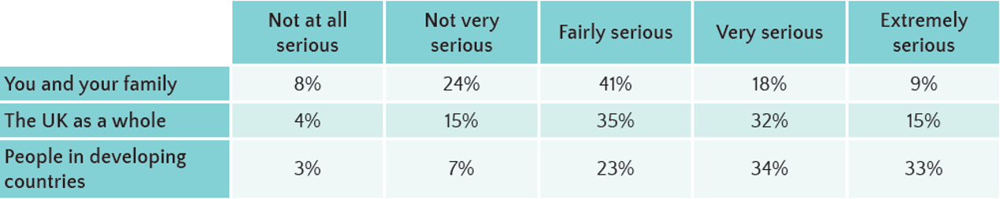 Not at all serious Not very serious Fairly serious Very serious Extremely serious
You and your family 8% 24% 41% 18% 9%
The UK as a whole 4% 15% 35% 32% 15%
People in developing countries 3% 7% 23% 34% 33%